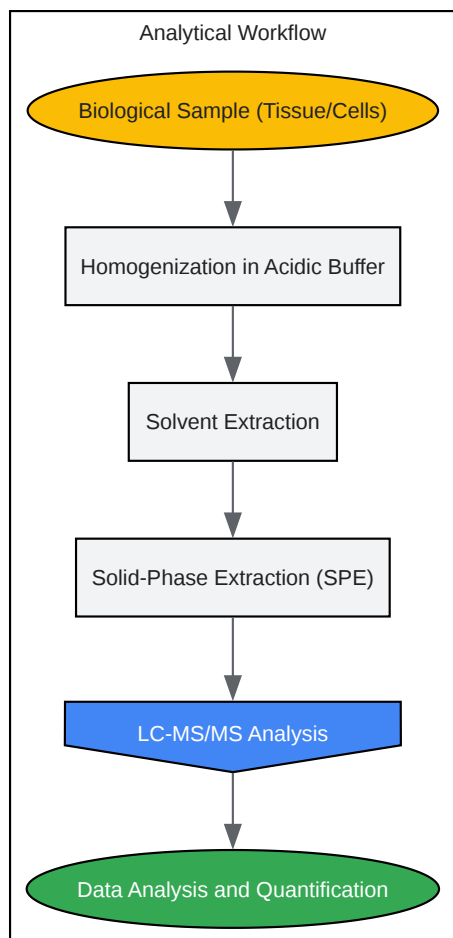 Analytical Workflow
Biological Sample (Tissue/Cells)
Homogenization in Acidic Buffer
Solvent Extraction
Solid-Phase Extraction (SPE)
LC-MS/MS Analysis
Data Analysis and Quantification